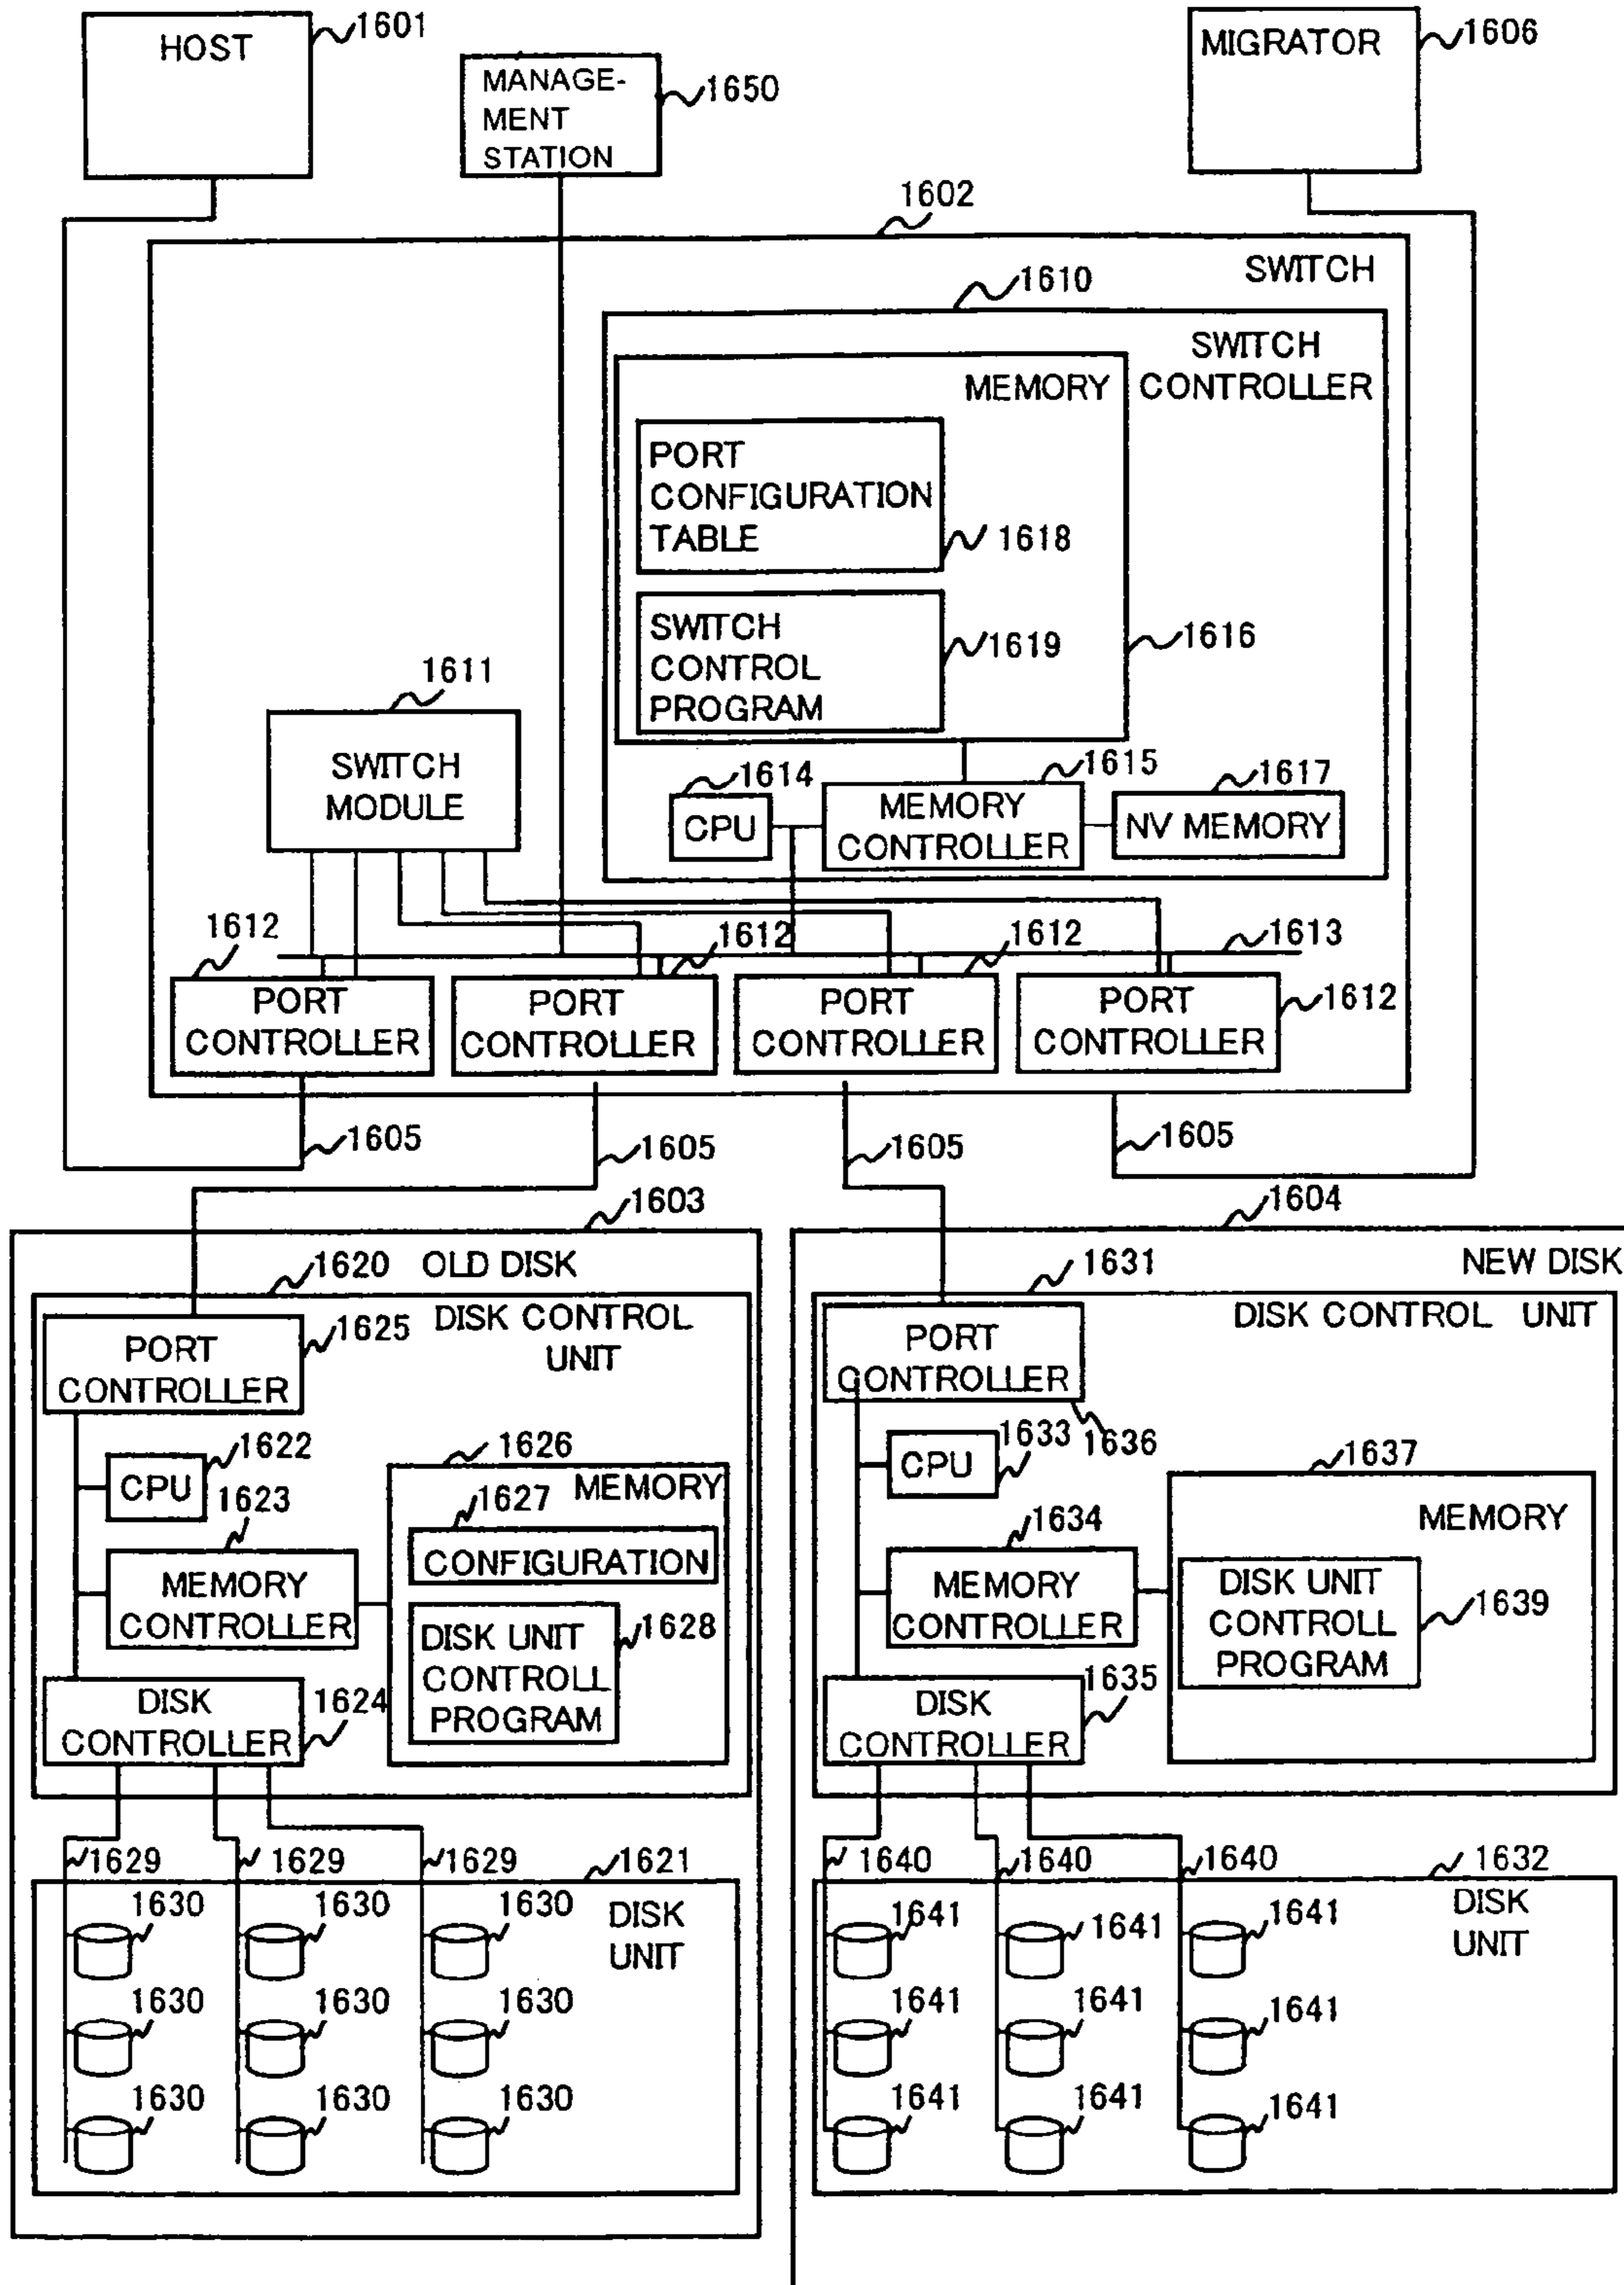 HOST
1601
MANAGE-
MENT
STATION
1650
MIGRATOR
1606
1602
SWITCH
1610
SWITCH
CONTROLLER
MEMORY
PORT
CONFIGURATION
TABLE
1618
SWITCH
CONTROL
PROGRAM
1619
1616
1611
SWITCH
MODULE
1614
CPU
1615
MEMORY
CONTROLLER
1617
NV MEMORY
1612
1612
1612
1613
PORT
CONTROLLER
PORT
CONTROLLER
PORT
CONTROLLER
PORT
CONTROLLER
1612
1605
1605
1605
1605
1603
OLD DISK
1620
DISK CONTROL
UNIT
PORT
CONTROLLER
1625
CPU
1622
1623
MEMORY
CONTROLLER
1626
MEMORY
1627
CONFIGURATION
DISK UNIT
CONTROLL
PROGRAM
1628
DISK
CONTROLLER
1624
1629
1629
1629
1621
DISK
UNIT
1630
1630
1630
1630
1630
1630
1630
1630
1630
1604
NEW DISK
1631
DISK CONTROL UNIT
PORT
CONTROLLER
1636
CPU
1633
1634
MEMORY
CONTROLLER
1637
MEMORY
DISK UNIT
CONTROLL
PROGRAM
1639
DISK
CONTROLLER
1635
1640
1640
1640
1632
DISK
UNIT
1641
1641
1641
1641
1641
1641
1641
1641
1641